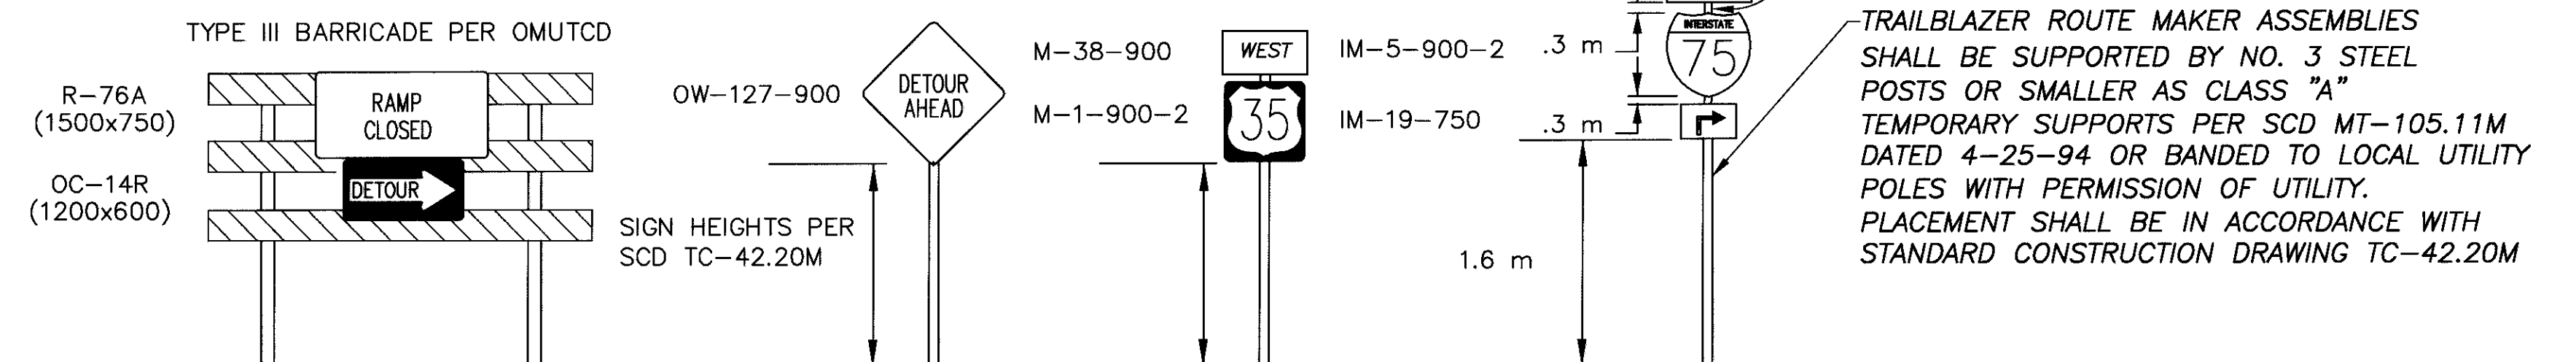 TYPE III BARRICADE PER OMUTCD
R-76A
(1500x750)
RAMP
CLOSED
OC-14R
(1200x600)
DETOUR
SIGN HEIGHTS PER
SCD TC-42.20M
OW-127-900
DETOUR
AHEAD
M-38-900
WEST
M-1-900-2
35
IM-5-900-2
.3 m
INTERSTATE
75
IM-19-750
.3 m
1.6 m
TRAILBLAZER ROUTE MAKER ASSEMBLIES
SHALL BE SUPPORTED BY NO. 3 STEEL
POSTS OR SMALLER AS CLASS "A"
TEMPORARY SUPPORTS PER SCD MT-105.11M
DATED 4-25-94 OR BANDED TO LOCAL UTILITY
POLES WITH PERMISSION OF UTILITY.
PLACEMENT SHALL BE IN ACCORDANCE WITH
STANDARD CONSTRUCTION DRAWING TC-42.20M